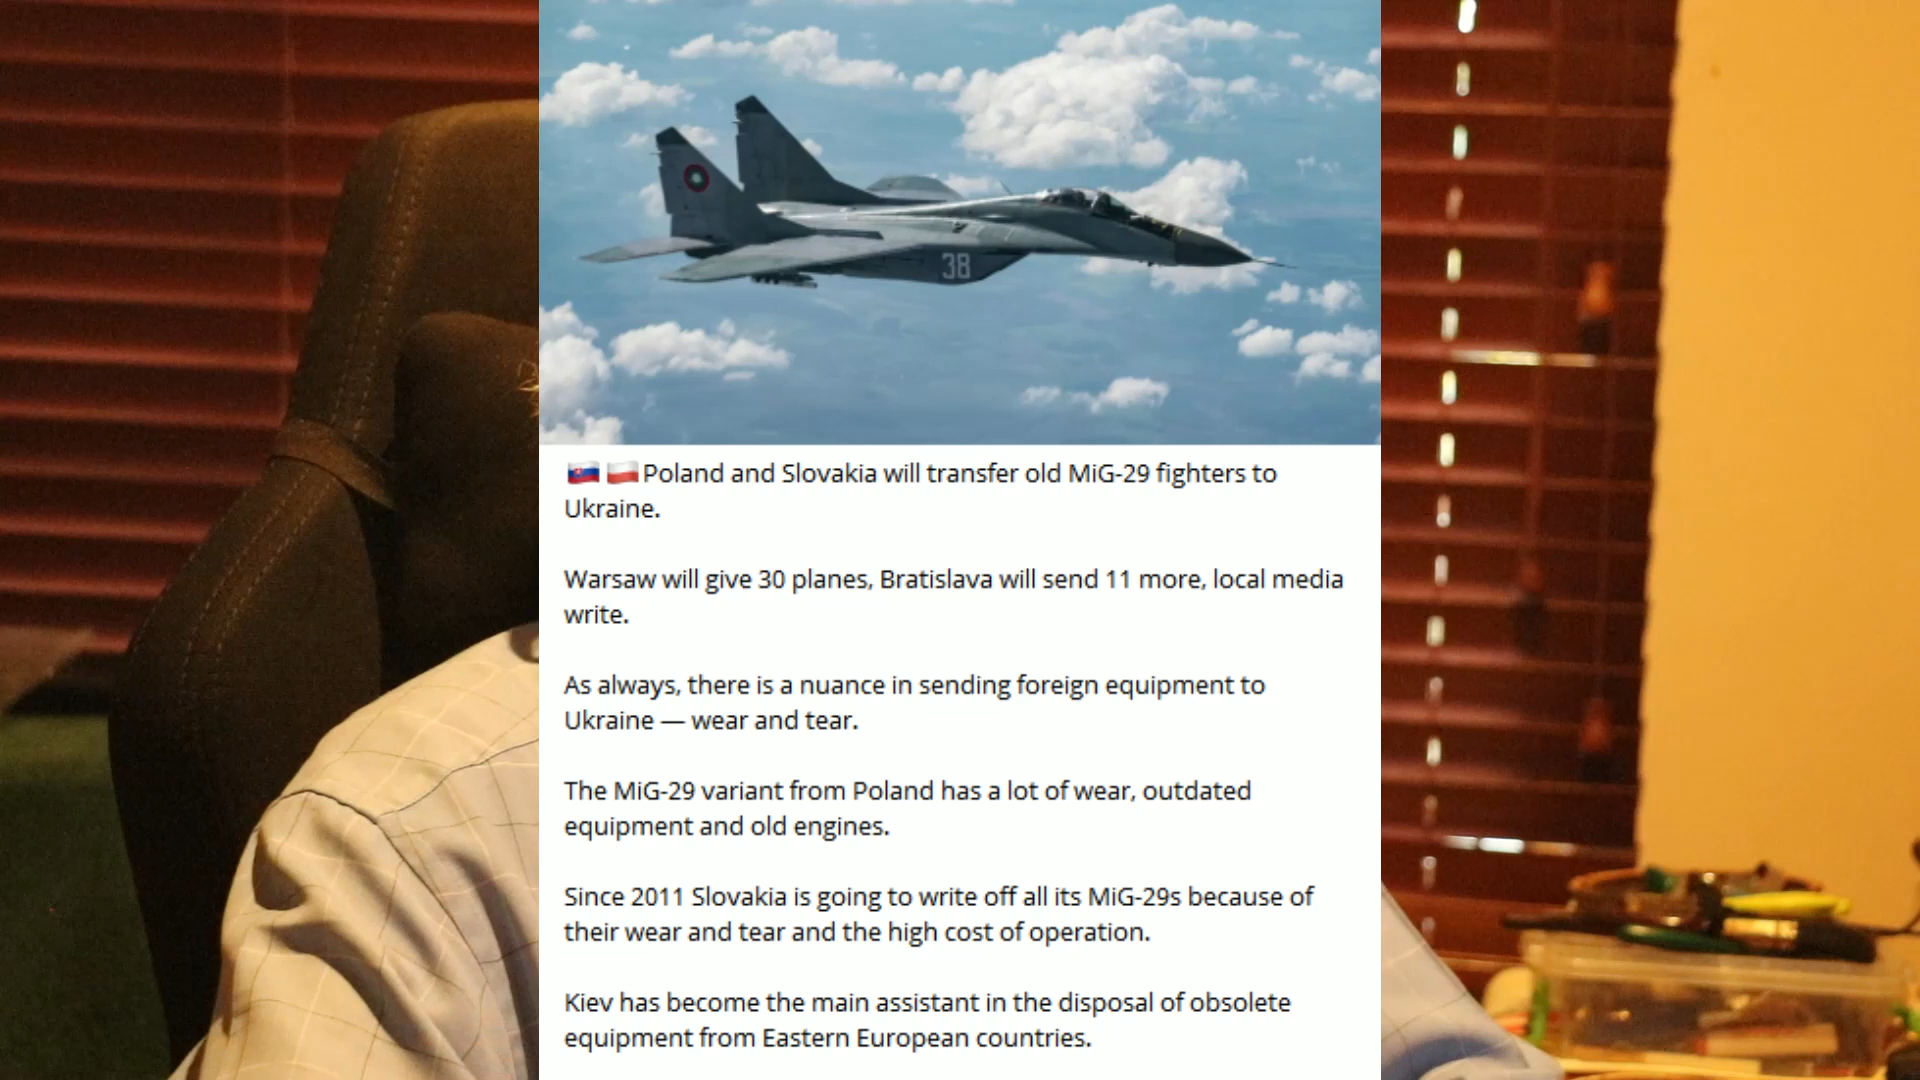 38
Poland and Slovakia will transfer old MiG-29 fighters to
Ukraine.
Warsaw will give 30 planes, Bratislava will send 11 more, local media
write.
As always, there is a nuance in sending foreign equipment to
Ukraine — wear and tear.
The MiG-29 variant from Poland has a lot of wear, outdated
equipment and old engines.
Since 2011 Slovakia is going to write off all its MiG-29s because of
their wear and tear and the high cost of operation.
Kiev has become the main assistant in the disposal of obsolete
equipment from Eastern European countries.